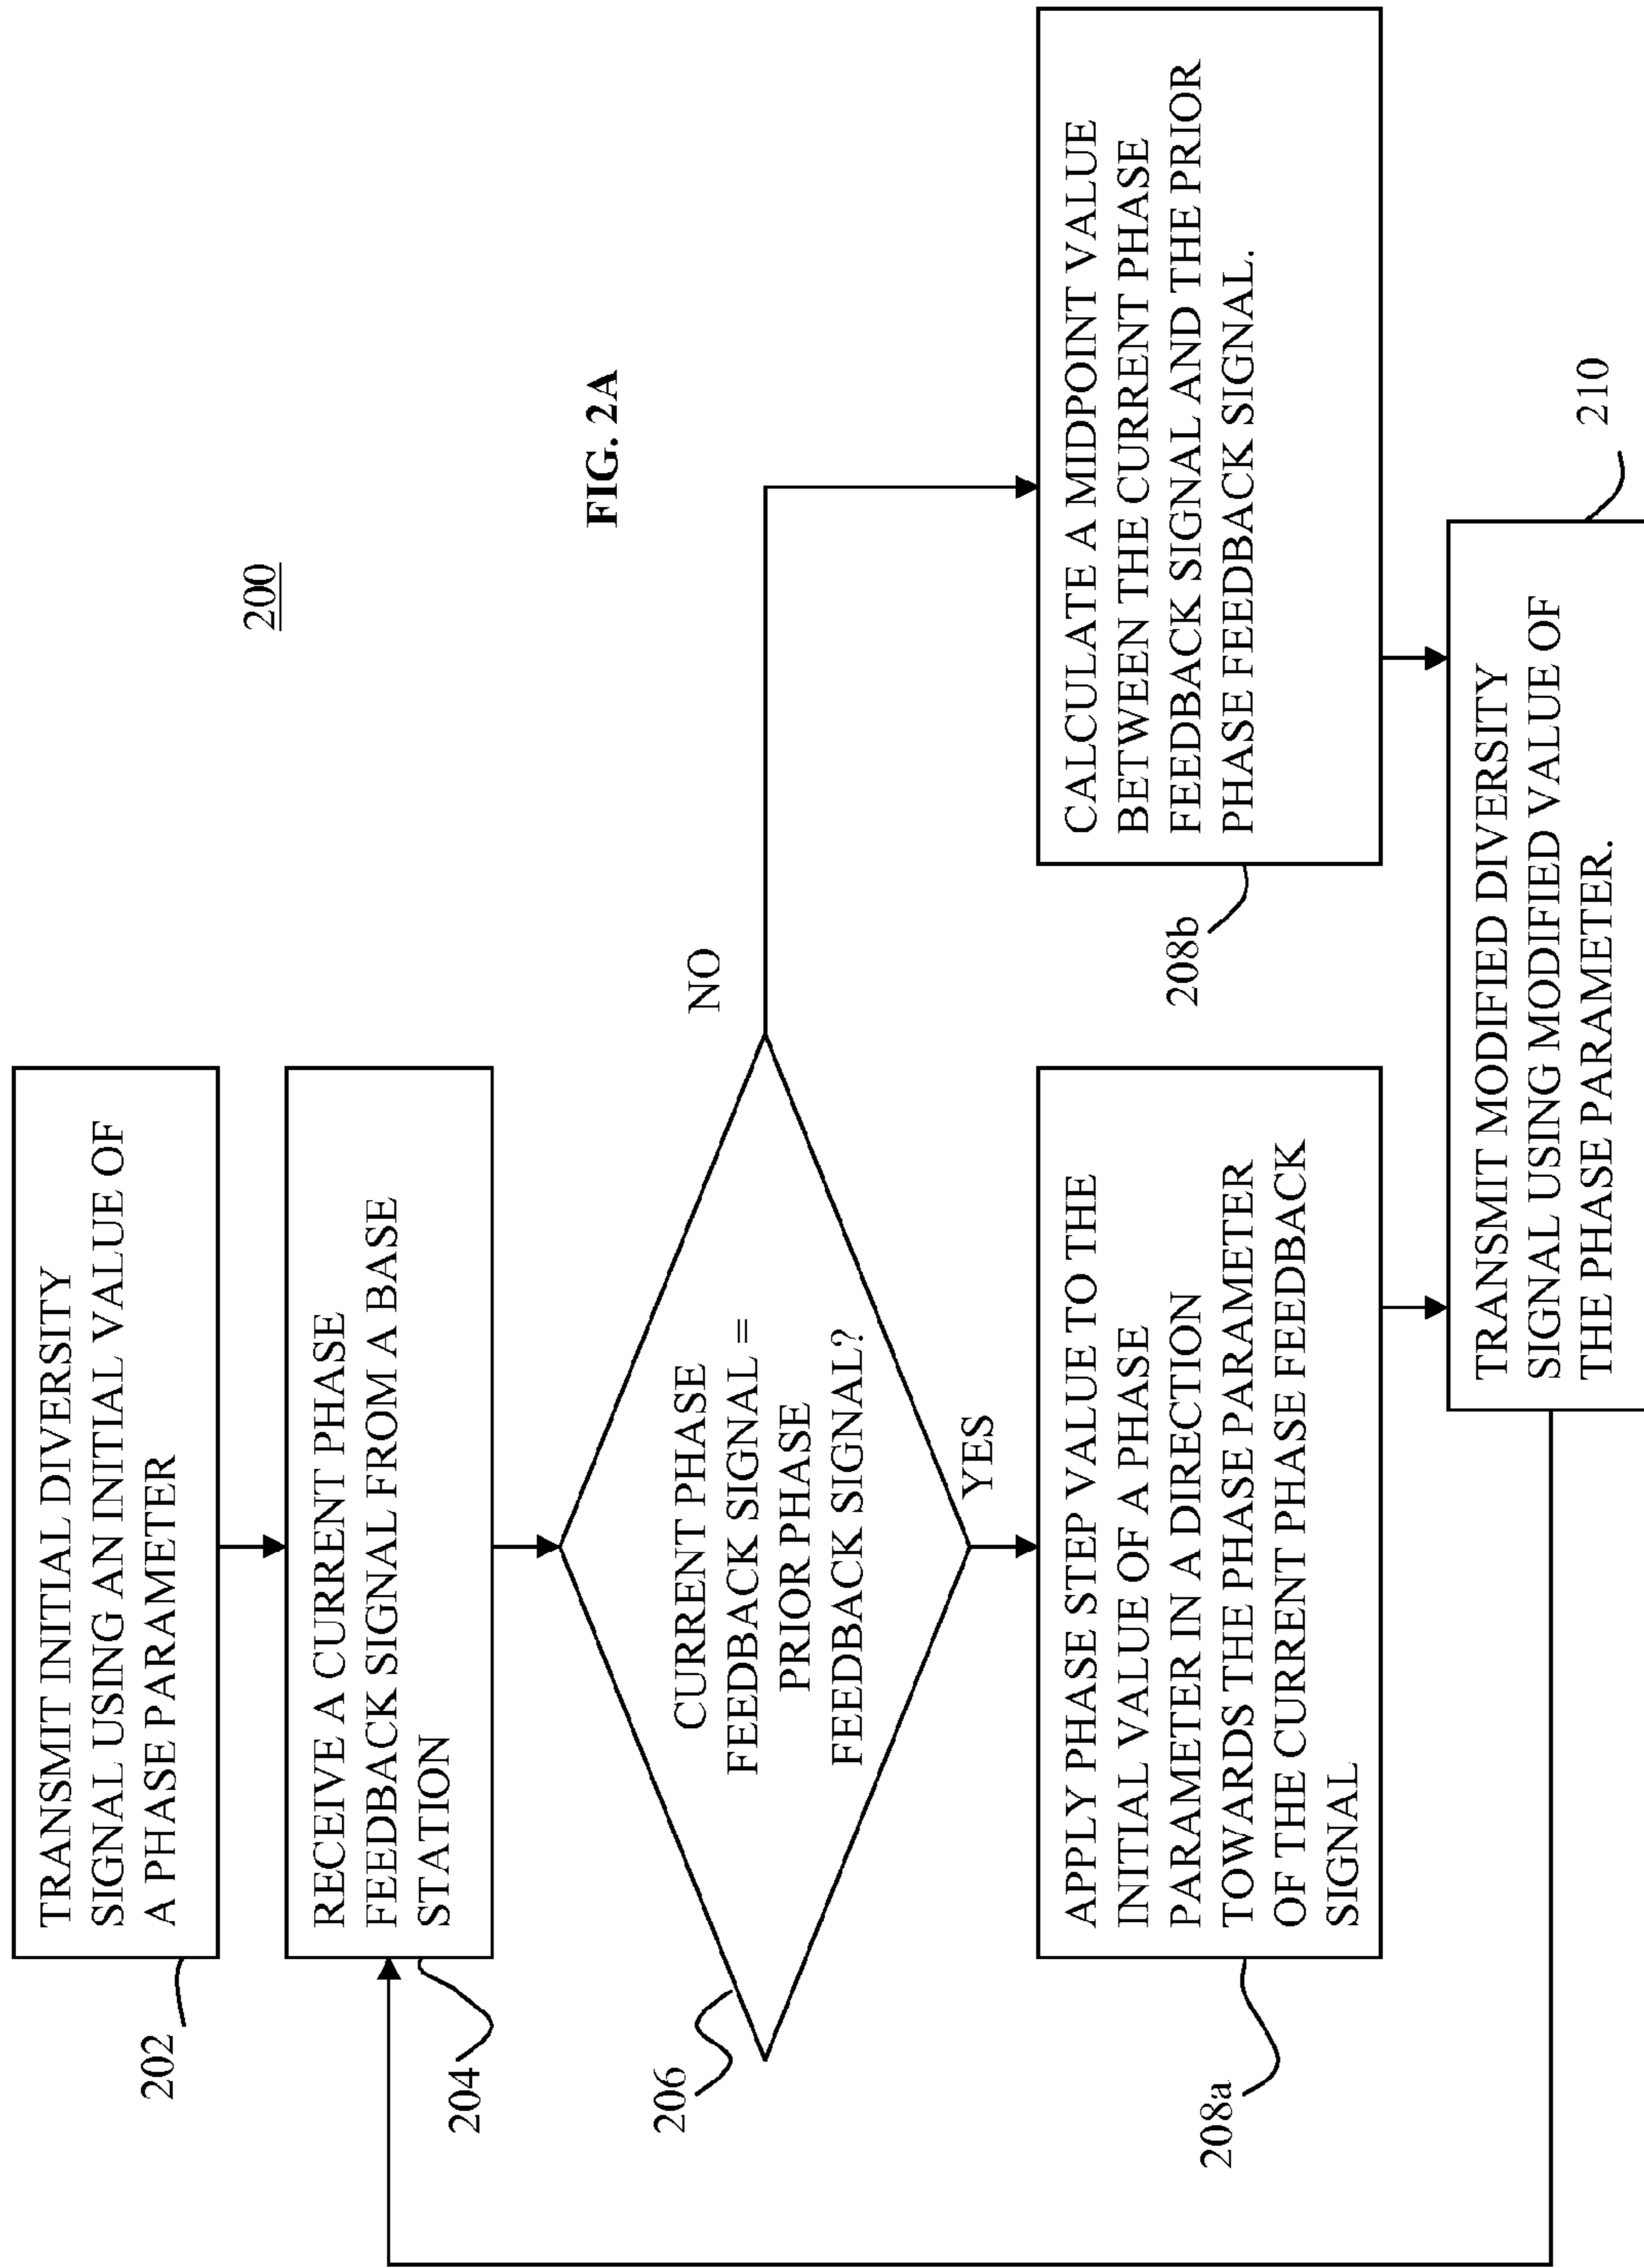 200
TRANSMIT INITIAL DIVERSITY
SIGNAL USING AN INITIAL VALUE OF
A PHASE PARAMETER
202
RECEIVE A CURRENT PHASE
FEEDBACK SIGNAL FROM A BASE
STATION
204
FIG. 2A
CURRENT PHASE
FEEDBACK SIGNAL =
PRIOR PHASE
FEEDBACK SIGNAL?
206
NO
YES
APPLY PHASE STEP VALUE TO THE
INITIAL VALUE OF A PHASE
PARAMETER IN A DIRECTION
TOWARDS THE PHASE PARAMETER
OF THE CURRENT PHASE FEEDBACK
SIGNAL
208a
CALCULATE A MIDPOINT VALUE
BETWEEN THE CURRENT PHASE
FEEDBACK SIGNAL AND THE PRIOR
PHASE FEEDBACK SIGNAL.
208b
TRANSMIT MODIFIED DIVERSITY
SIGNAL USING MODIFIED VALUE OF
THE PHASE PARAMETER.
210